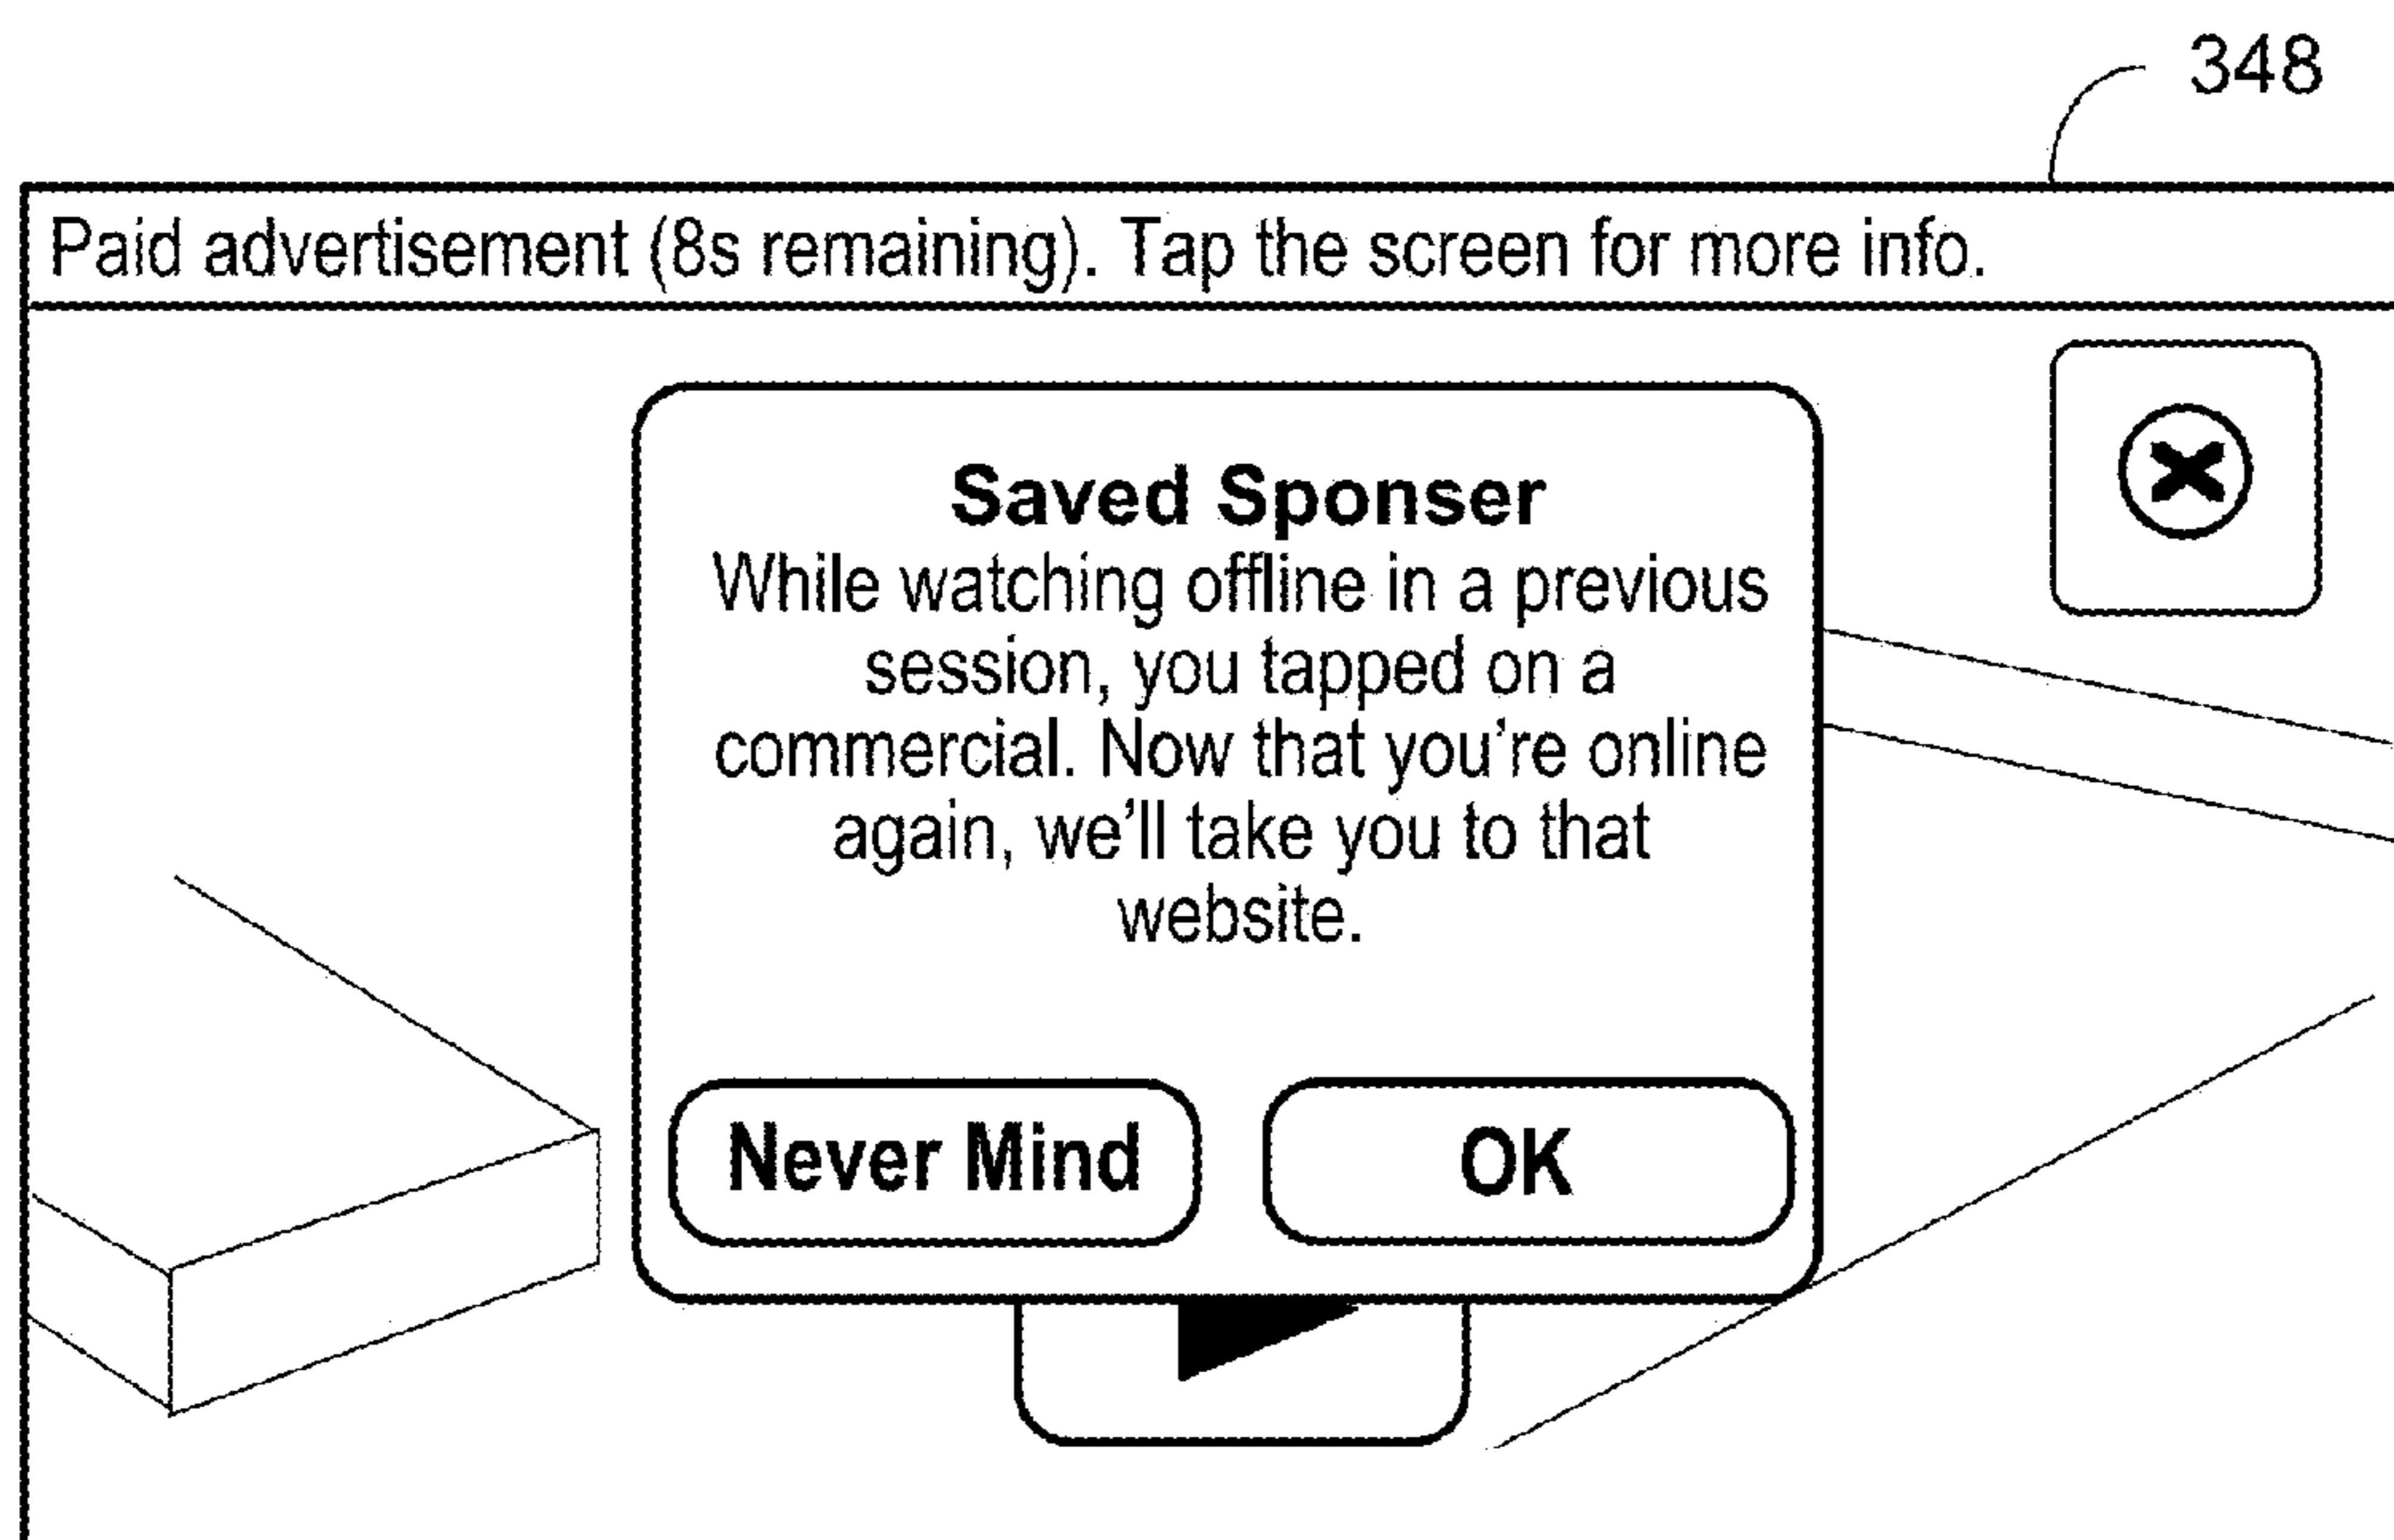 348
Paid advertisement (8s remaining). Tap the screen for more info.
Saved Sponser
While watching offline in a previous
session, you tapped on a
commercial. Now that you're online
again, we'll take you to that
website.
Never Mind
OK